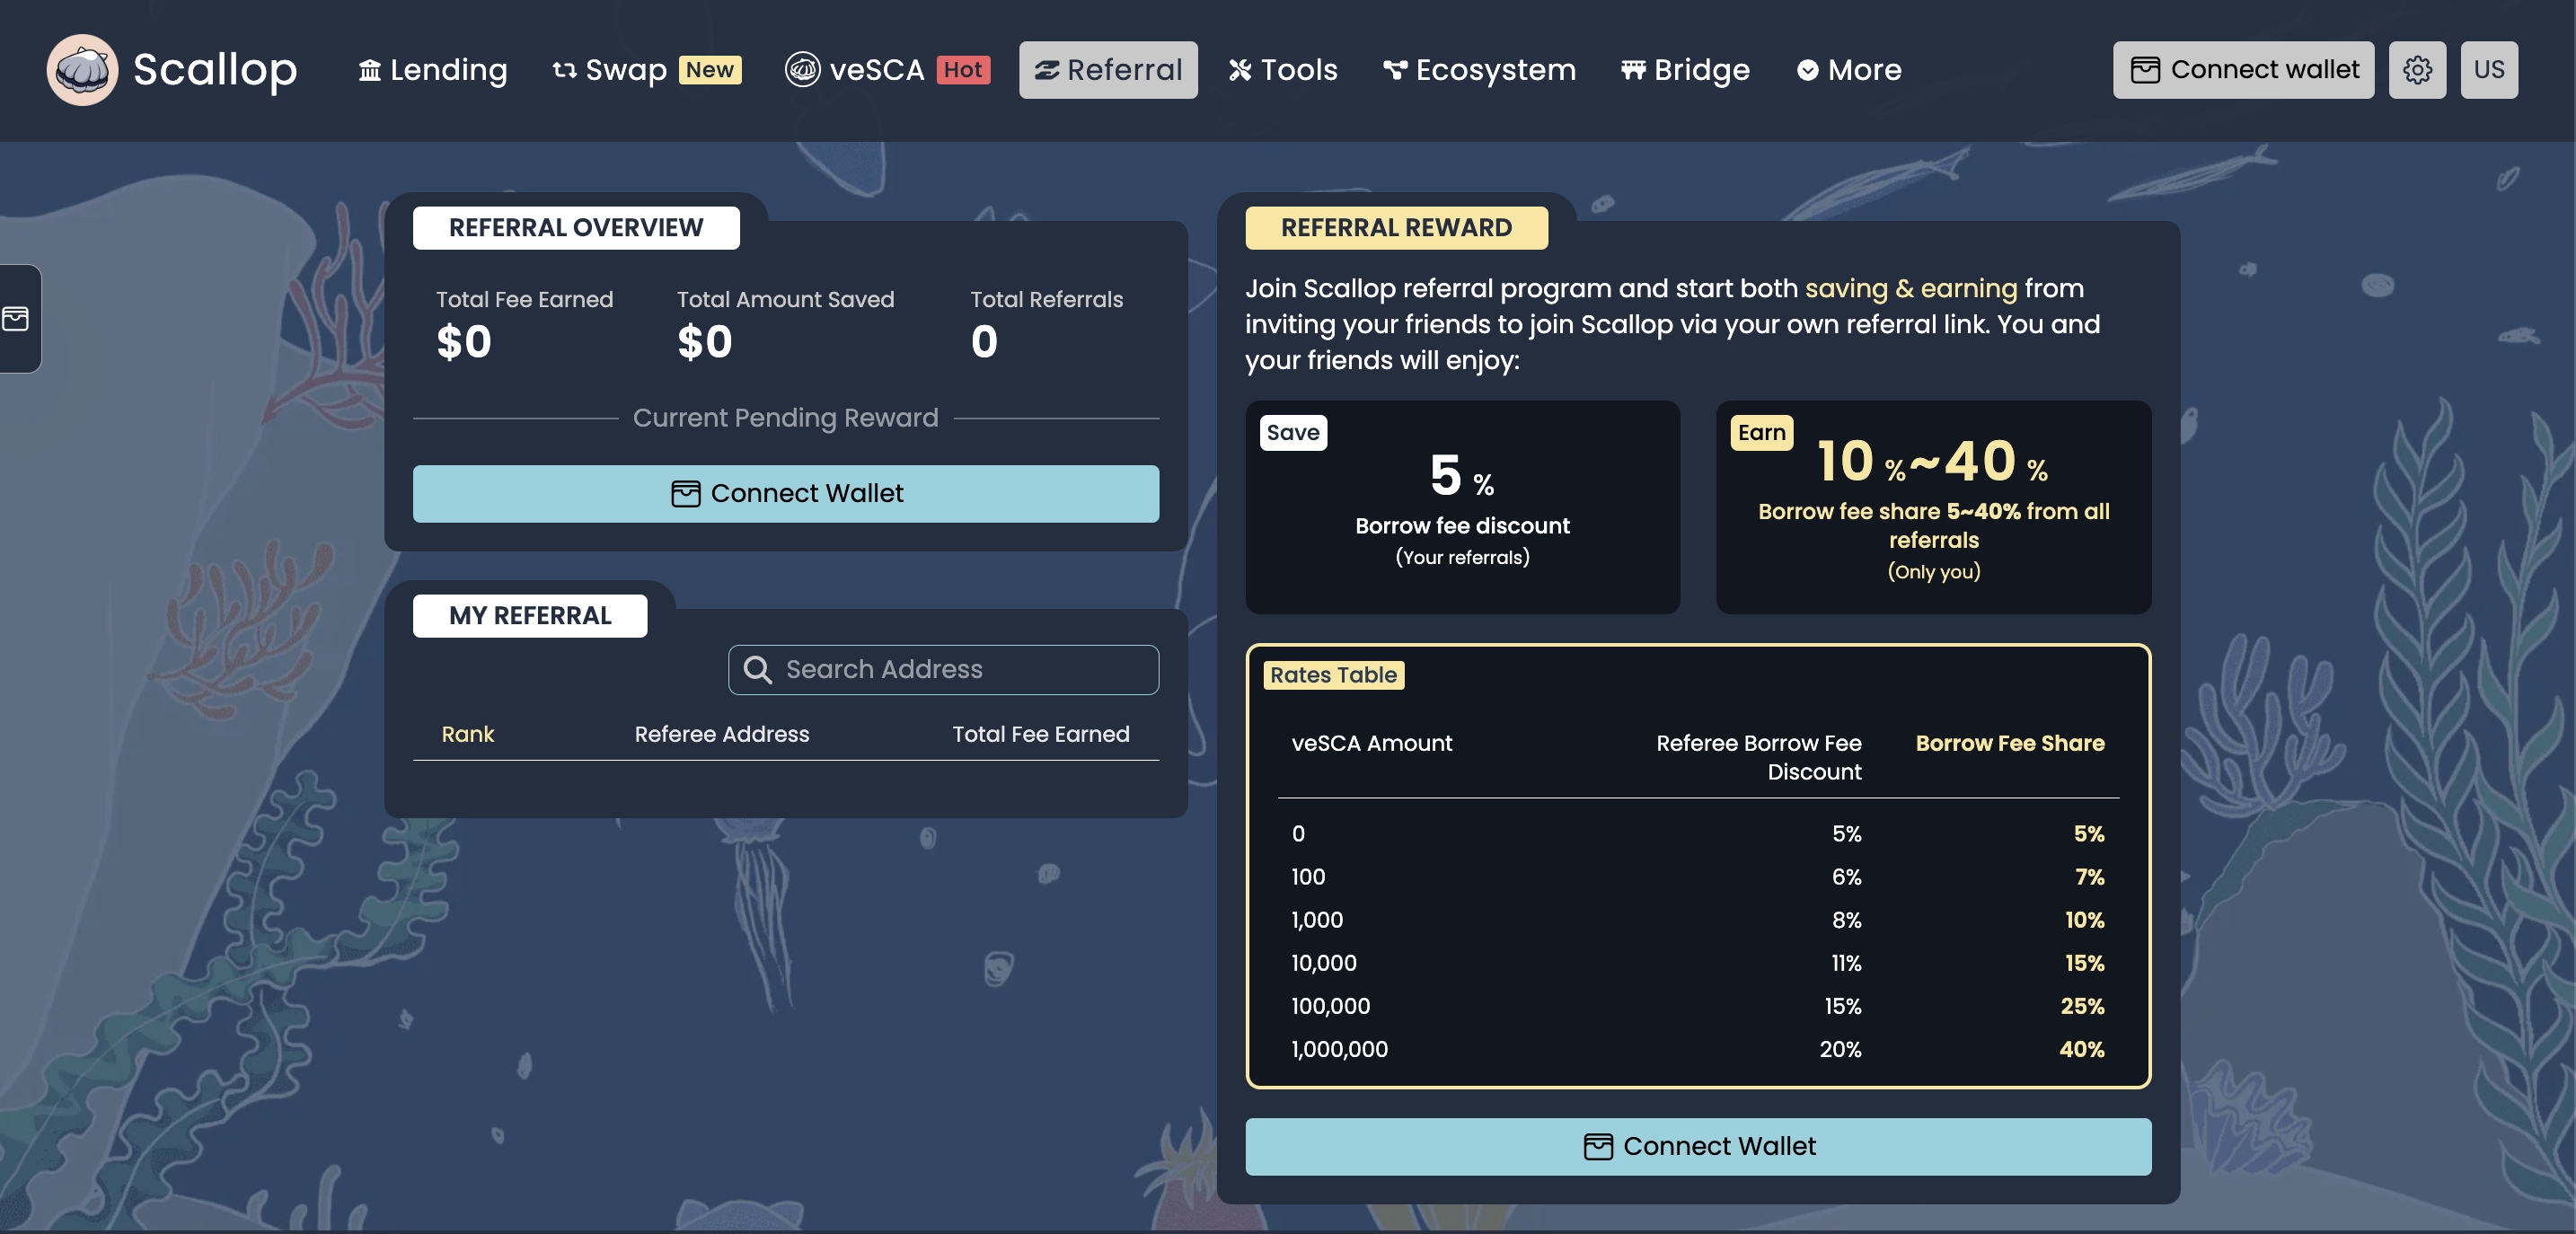 Scallop
Lending
Swap New
veSCA Hot
Referral
Tools
Ecosystem
Bridge
More
Connect wallet
US
REFERRAL OVERVIEW
Total Fee Earned Total Amount Saved Total Referrals
$0 $0 0
Current Pending Reward
Connect Wallet
MY REFERRAL
Search Address
Rank Referee Address Total Fee Earned
REFERRAL REWARD
Join Scallop referral program and start both saving & earning from
inviting your friends to join Scallop via your own referral link. You and
your friends will enjoy:
Save
5 %
Borrow fee discount
(Your referrals)
Earn
10 %~40 %
Borrow fee share 5~40% from all
referrals
(Only you)
Rates Table
veSCA Amount Referee Borrow Fee Borrow Fee Share
Discount
0 5% 5%
100 6% 7%
1,000 8% 10%
10,000 11% 15%
100,000 15% 25%
1,000,000 20% 40%
Connect Wallet